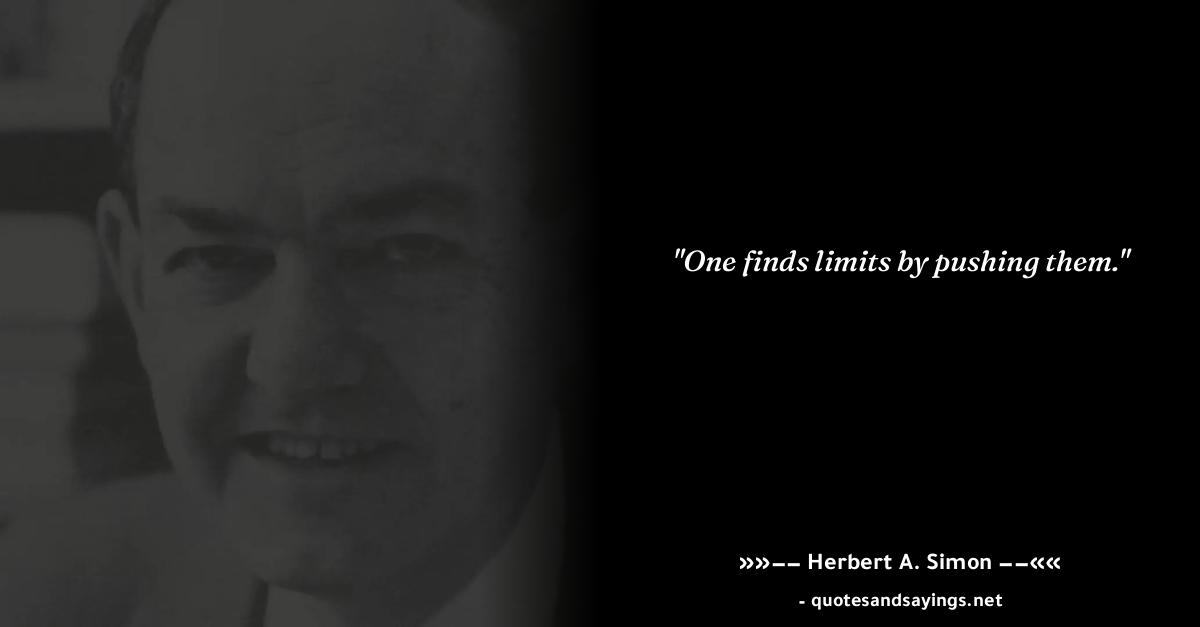 "One finds limits by pushing them."
»»–– Herbert A. Simon ––««
- quotesandsayings.net